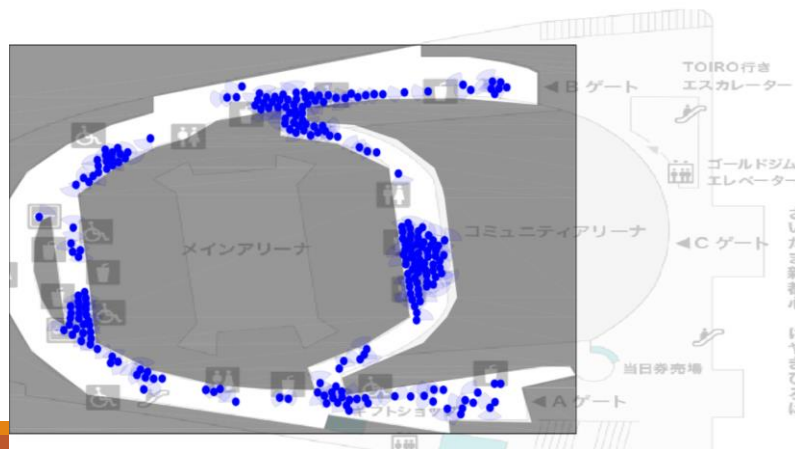 TOIRO行き
エスカレーター
Bゲート
ゴールドジム
エレベーター
メインアリーナ
コミュニティアリーナ
Cゲート
当日券売場
Aゲート